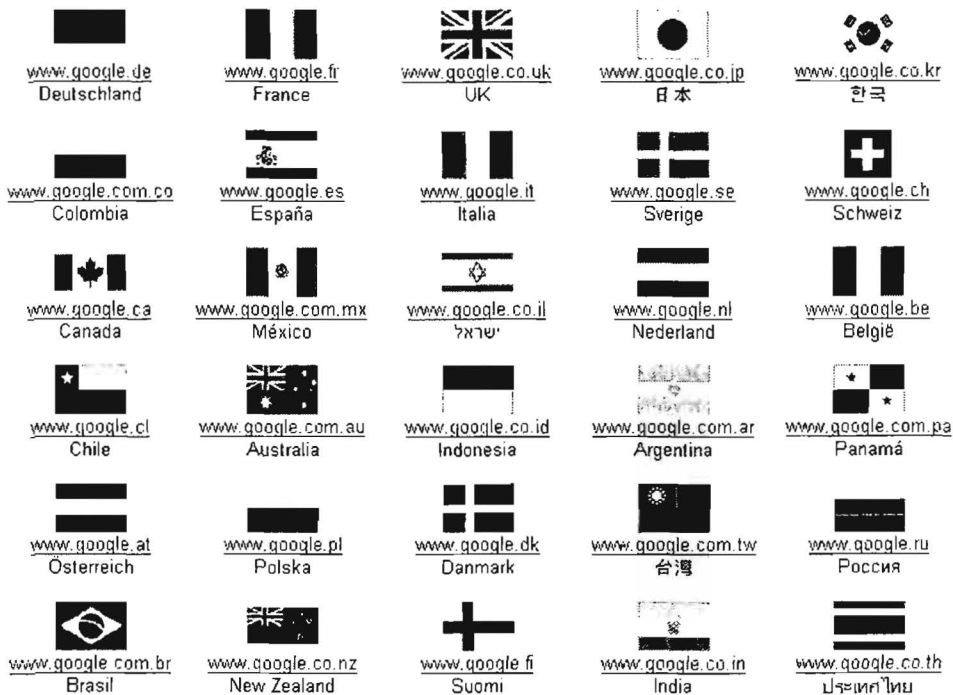 www.google.de
Deutschland
www.google.fr
France
www.google.co.uk
UK
www.google.co.jp
日本
www.google.co.kr
한국
www.google.com.co
Colombia
www.google.es
España
www.google.it
Italia
www.google.se
Sverige
www.google.ch
Schweiz
www.google.ca
Canada
www.google.com.mx
México
www.google.co.il
ישראל
www.google.nl
Nederland
www.google.be
België
www.google.cl
Chile
www.google.com.au
Australia
www.google.co.id
Indonesia
www.google.com.ar
Argentina
www.google.com.pa
Panamá
www.google.at
Österreich
www.google.pl
Polska
www.google.dk
Danmark
www.google.com.tw
台灣
www.google.ru
Россия
www.google.com.br
Brasil
www.google.co.nz
New Zealand
www.google.fi
Suomi
www.google.co.in
India
www.google.co.th
ประเทศไทย